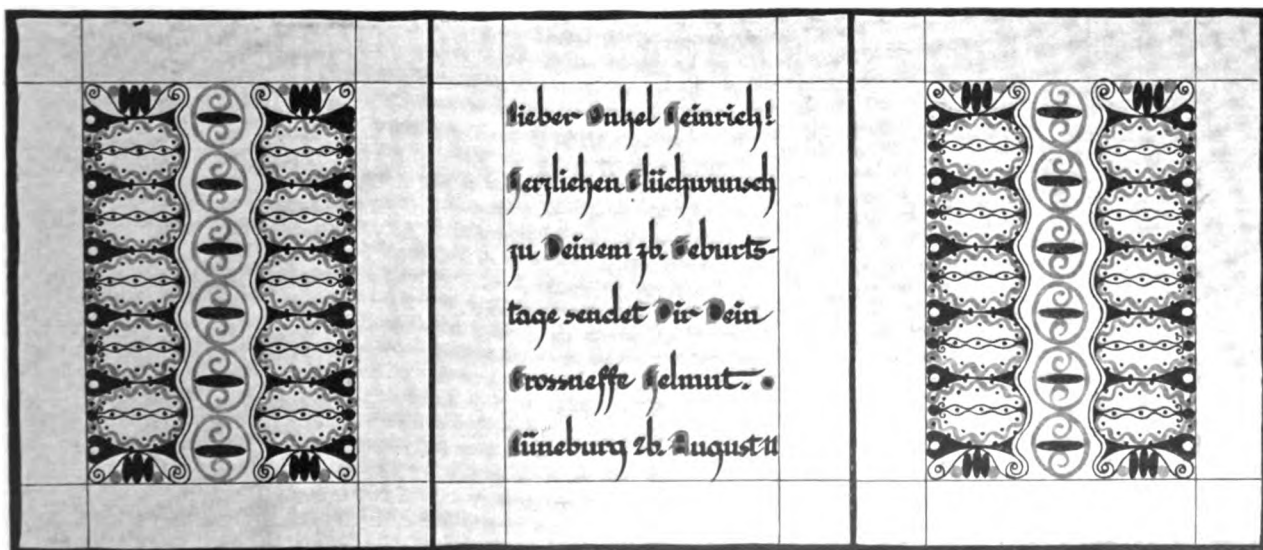 Lieber Onkel Heinrich!
Herzlichen Glückwunsch
zu Deinem 76. Geburts-
tage sendet Dir Dein
Grossneffe Helmut.
Lüneburg 26. August 11